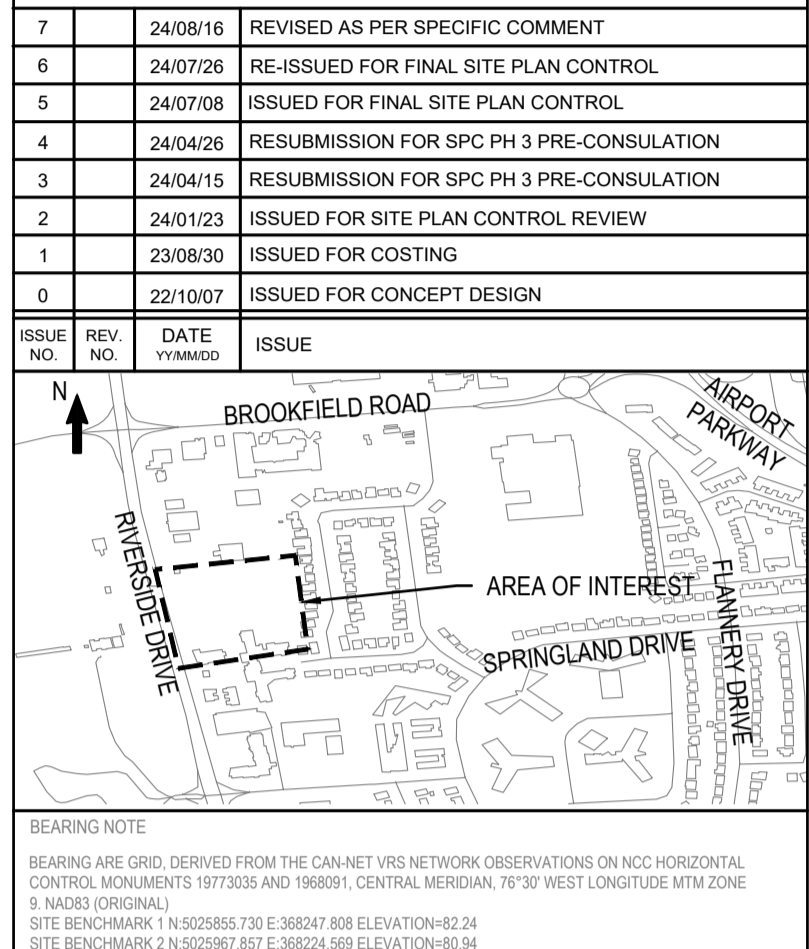 7 24/08/16 REVISED AS PER SPECIFIC COMMENT
6 24/07/26 RE-ISSUED FOR FINAL SITE PLAN CONTROL
5 24/07/08 ISSUED FOR FINAL SITE PLAN CONTROL
4 24/04/26 RESUBMISSION FOR SPC PH 3 PRE-CONSULATION
3 24/04/15 RESUBMISSION FOR SPC PH 3 PRE-CONSULATION
2 24/01/23 ISSUED FOR SITE PLAN CONTROL REVIEW
1 23/08/30 ISSUED FOR COSTING
0 22/10/07 ISSUED FOR CONCEPT DESIGN
ISSUE NO. REV. NO. DATE YY/MM/DD ISSUE
N
BROOKFIELD ROAD
AIRPORT
PARKWAY
RIVERSIDE DRIVE
AREA OF INTEREST
FLANNERY DRIVE
SPRINGLAND DRIVE
BEARING NOTE
BEARING ARE GRID, DERIVED FROM THE CAN-NET VRS NETWORK OBSERVATIONS ON NCC HORIZONTAL
CONTROL MONUMENTS 19773035 AND 1968091, CENTRAL MERIDIAN, 76°30' WEST LONGITUDE MTM ZONE
9. NAD83 (ORIGINAL)
SITE BENCHMARK 1 N:5025855.730 E:368247.808 ELEVATION=82.24
SITE BENCHMARK 2 N:5025967.857 E:368224.569 ELEVATION=80.94